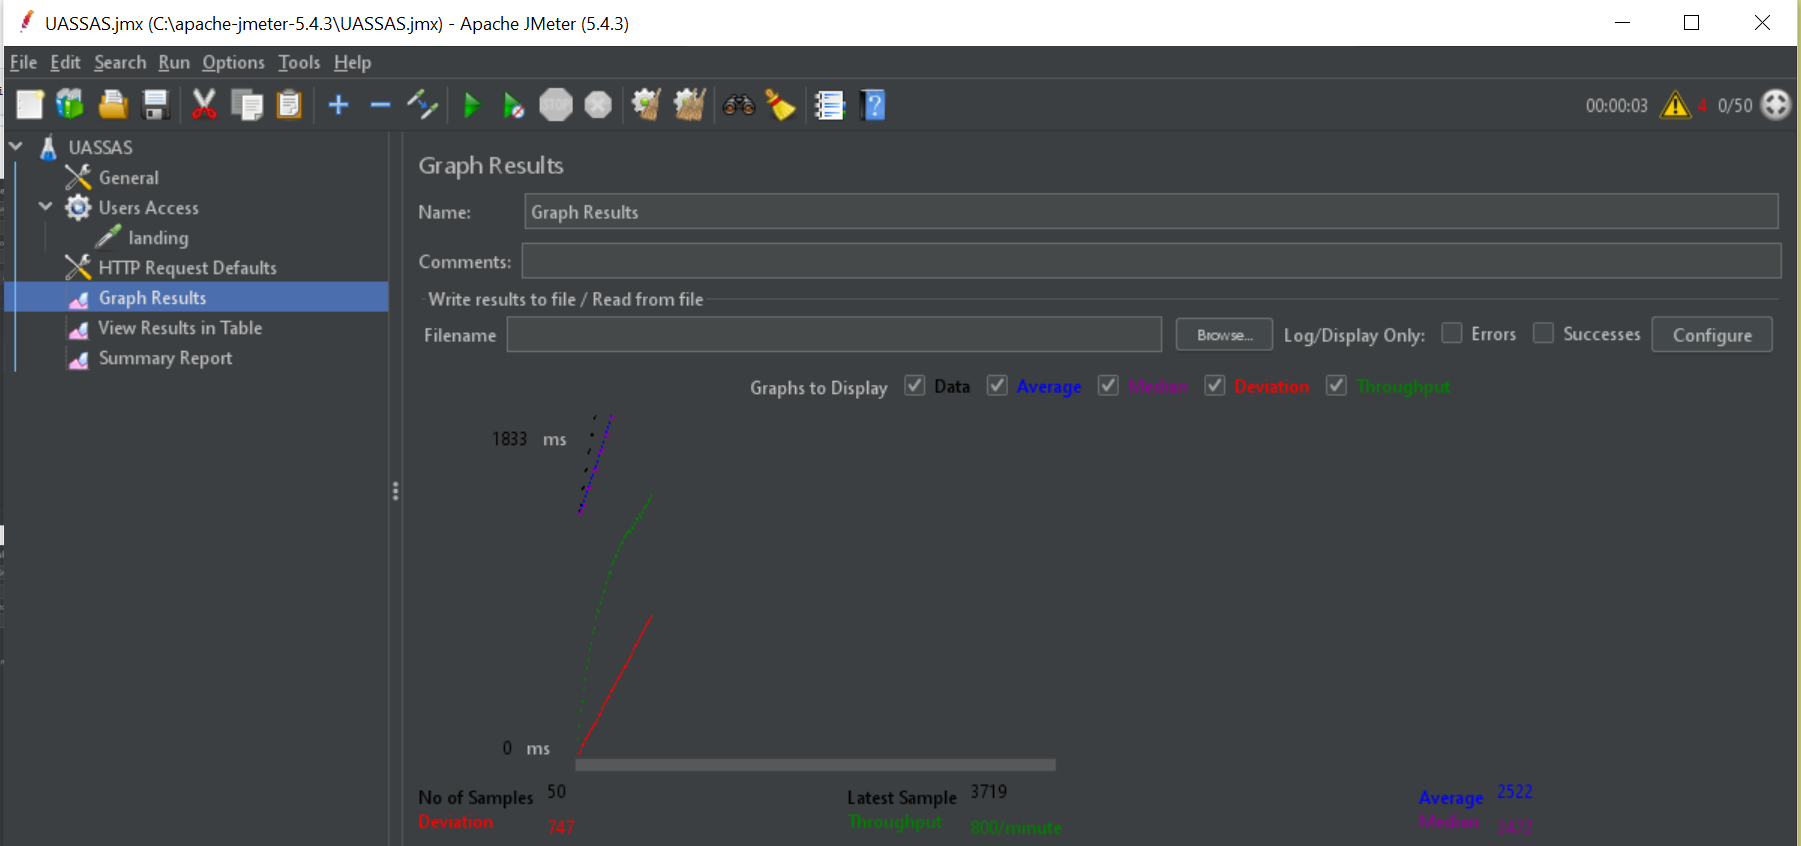 UASSAS.jmx (C:\apache-jmeter-5.4.3\UASSAS.jmx) - Apache JMeter (5.4.3)
File Edit Search Run Options Tools Help
STOP
00:00:03 4 0/50
UASSAS
General
Users Access
landing
HTTP Request Defaults
Graph Results
View Results in Table
Summary Report
Graph Results
Name: Graph Results
Comments:
Write results to file / Read from file
Filename Browse... Log/Display Only: Errors Successes Configure
Graphs to Display Data Average Median Deviation Throughput
1833 ms
0 ms
No of Samples 50 Latest Sample 3719 Average 2522
Deviation 747 Throughput 800/minute Median